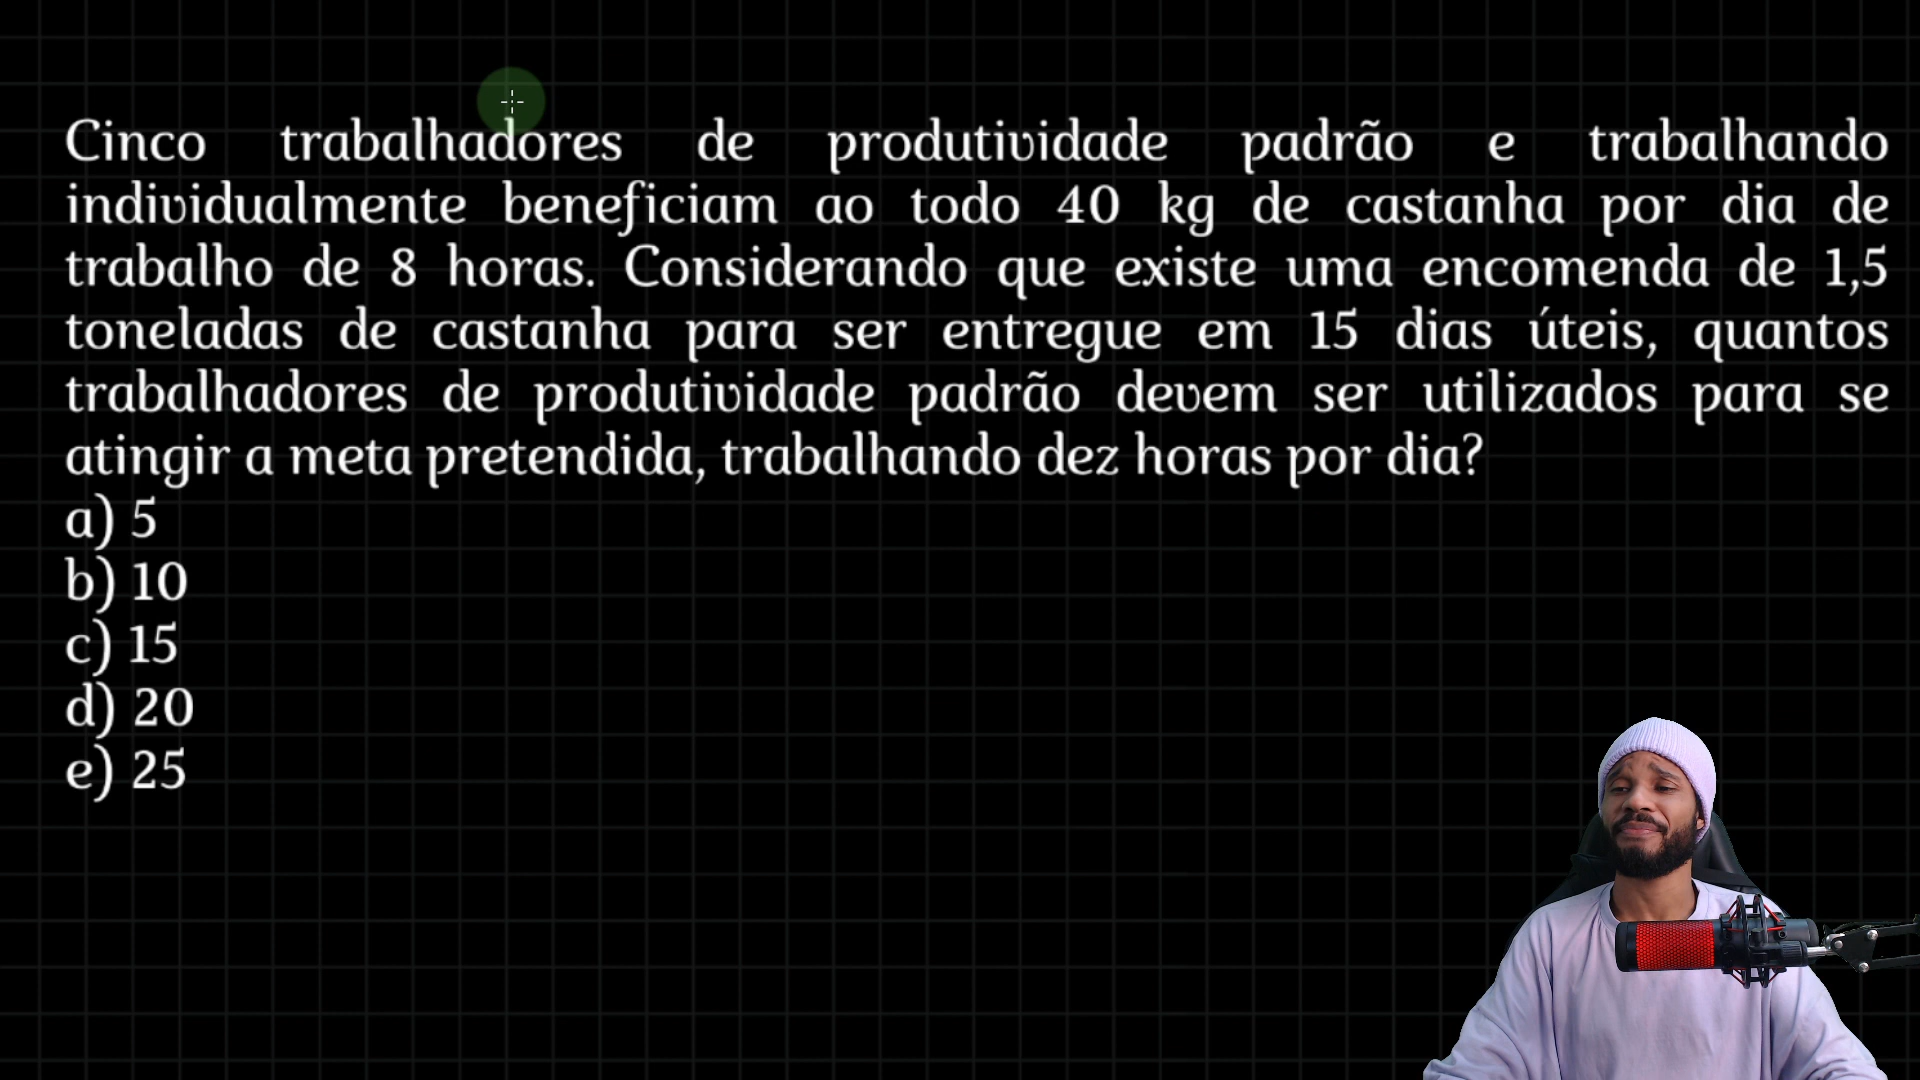 Cinco trabalhadores de produtividade padrão e trabalhando
individualmente beneficiam ao todo 40 kg de castanha por dia de
trabalho de 8 horas. Considerando que existe uma encomenda de 1,5
toneladas de castanha para ser entregue em 15 dias úteis, quantos
trabalhadores de produtividade padrão devem ser utilizados para se
atingir a meta pretendida, trabalhando dez horas por dia?
a) 5
b) 10
c) 15
d) 20
e) 25